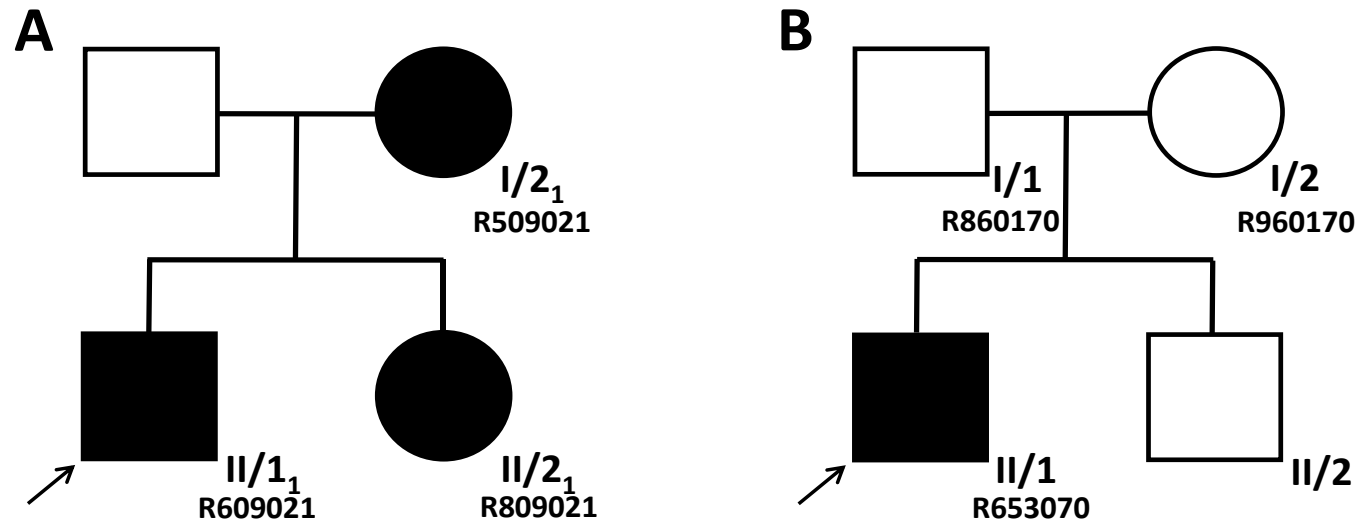 A
B
I/2₁
R509021
I/1
R860170
I/2
R960170
II/1₁
R609021
II/2₁
R809021
II/1
R653070
II/2